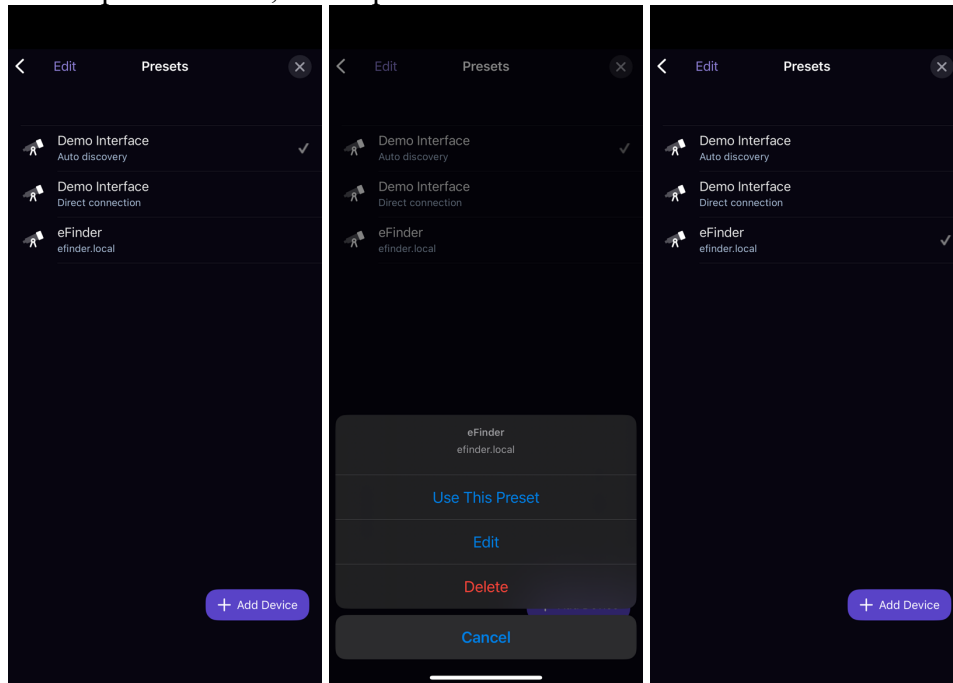 Edit Presets
Demo Interface
Auto discovery
Demo Interface
Direct connection
eFinder
efinder.local
+ Add Device
Edit Presets
Demo Interface
Auto discovery
Demo Interface
Direct connection
eFinder
efinder.local
eFinder
efinder.local
Use This Preset
Edit
Delete
Cancel
Edit Presets
Demo Interface
Auto discovery
Demo Interface
Direct connection
eFinder
efinder.local
+ Add Device